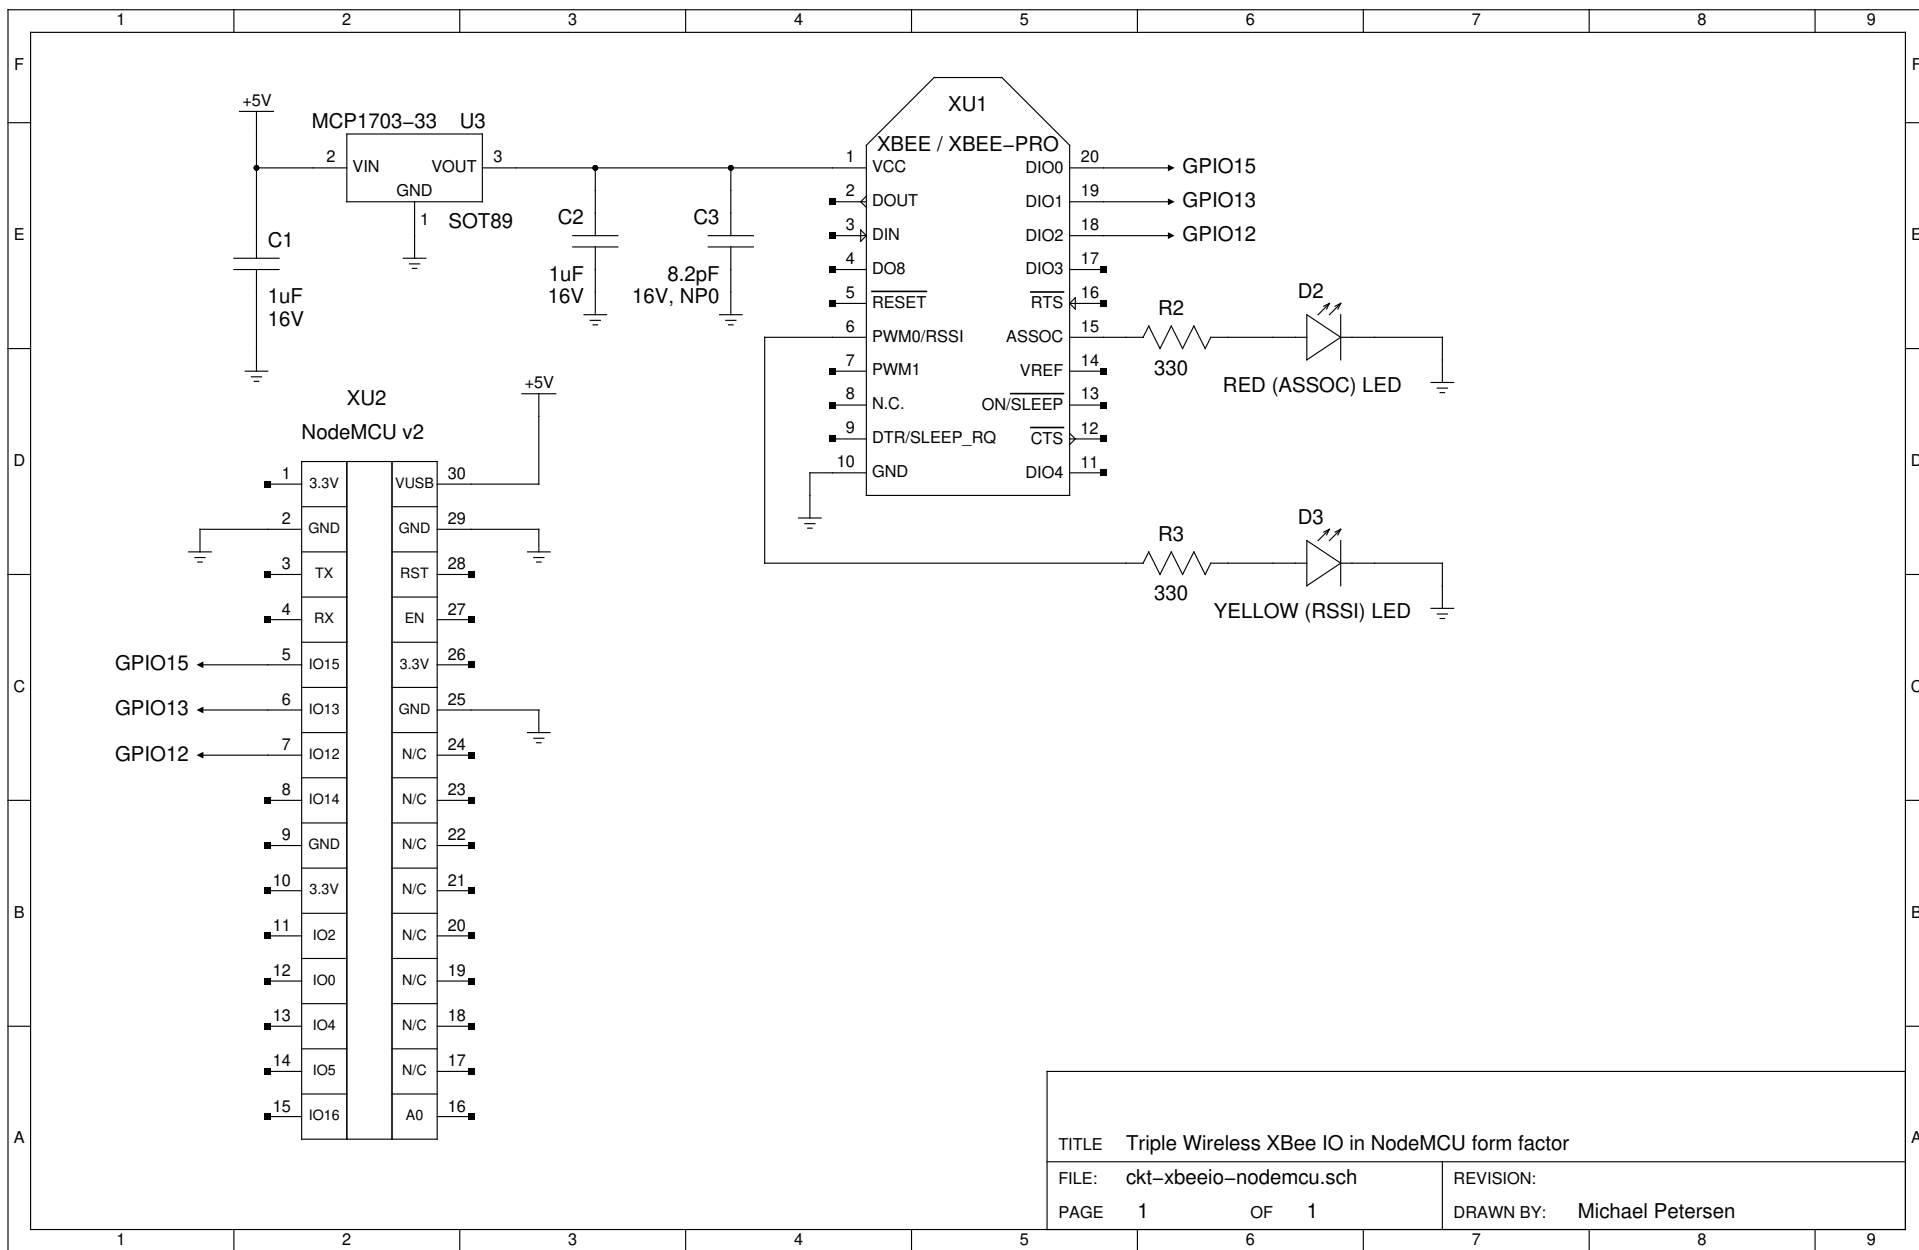 1 2 3 4 5 6 7 8 9
F F
+5V
MCP1703−33 U3
2 VIN VOUT 3
GND
1 SOT89
C1
1uF
16V
C2
1uF
16V
C3
8.2pF
16V, NP0
E E
XU1
XBEE / XBEE−PRO
1 VCC DIO0 20 GPIO15
2 DOUT DIO1 19 GPIO13
3 DIN DIO2 18 GPIO12
4 DO8 DIO3 17
5 RESET RTS 16
6 PWM0/RSSI ASSOC 15
7 PWM1 VREF 14
8 N.C. ON/SLEEP 13
9 DTR/SLEEP_RQ CTS 12
10 GND DIO4 11
R2
330
D2
RED (ASSOC) LED
R3
330
D3
YELLOW (RSSI) LED
D D
+5V
XU2
NodeMCU v2
1 3.3V VUSB 30
2 GND GND 29
3 TX RST 28
4 RX EN 27
GPIO15 5 IO15 3.3V 26
C C
GPIO13 6 IO13 GND 25
GPIO12 7 IO12 N/C 24
8 IO14 N/C 23
9 GND N/C 22
10 3.3V N/C 21
B B
11 IO2 N/C 20
12 IO0 N/C 19
13 IO4 N/C 18
14 IO5 N/C 17
15 IO16 A0 16
A A
TITLE Triple Wireless XBee IO in NodeMCU form factor
FILE: ckt−xbeeio−nodemcu.sch REVISION:
PAGE 1 OF 1 DRAWN BY: Michael Petersen
1 2 3 4 5 6 7 8 9